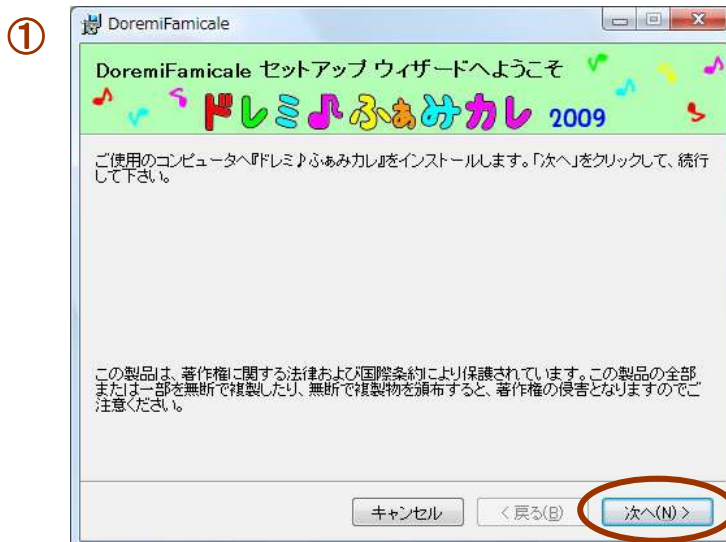 ①
DoremiFamicale
DoremiFamicale セットアップ ウィザードへようこそ
ドレミ♪ふぁみカレ 2009
ご使用のコンピュータへ『ドレミ♪ふぁみカレ』をインストールします。「次へ」をクリックして、続行
して下さい。
この製品は、著作権に関する法律および国際条約により保護されています。この製品の全部
または一部を無断で複製したり、無断で複製物を頒布すると、著作権の侵害となりますのでご
注意ください。
キャンセル < 戻る(B) 次へ(N) >